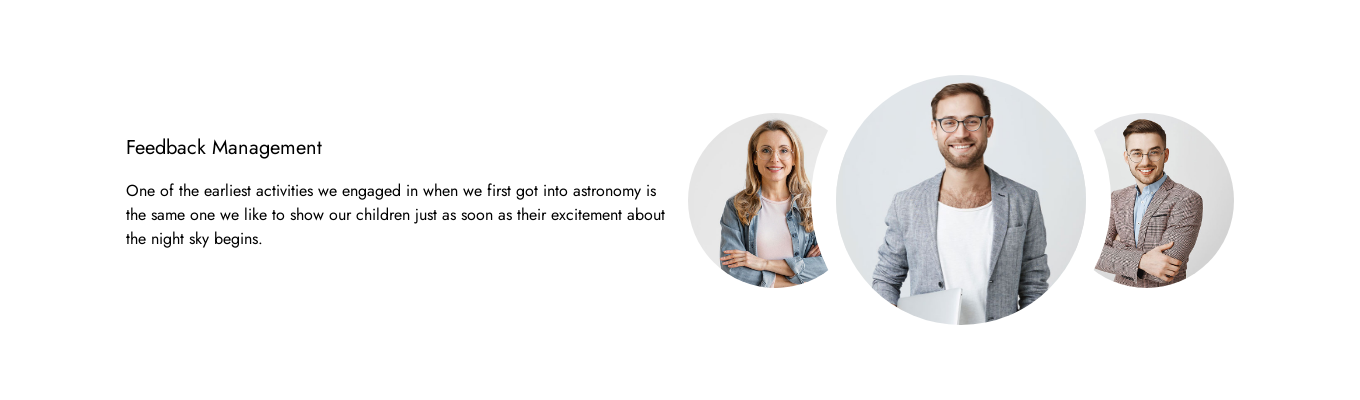 Feedback Management
One of the earliest activities we engaged in when we first got into astronomy is
the same one we like to show our children just as soon as their excitement about
the night sky begins.